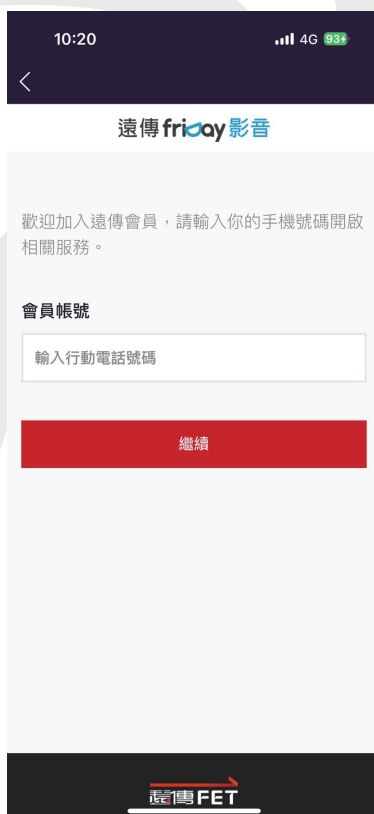 10:20
4G 93
遠傳friDay影音
歡迎加入遠傳會員，請輸入你的手機號碼開啟
相關服務。
會員帳號
輸入行動電話號碼
繼續
遠傳FET